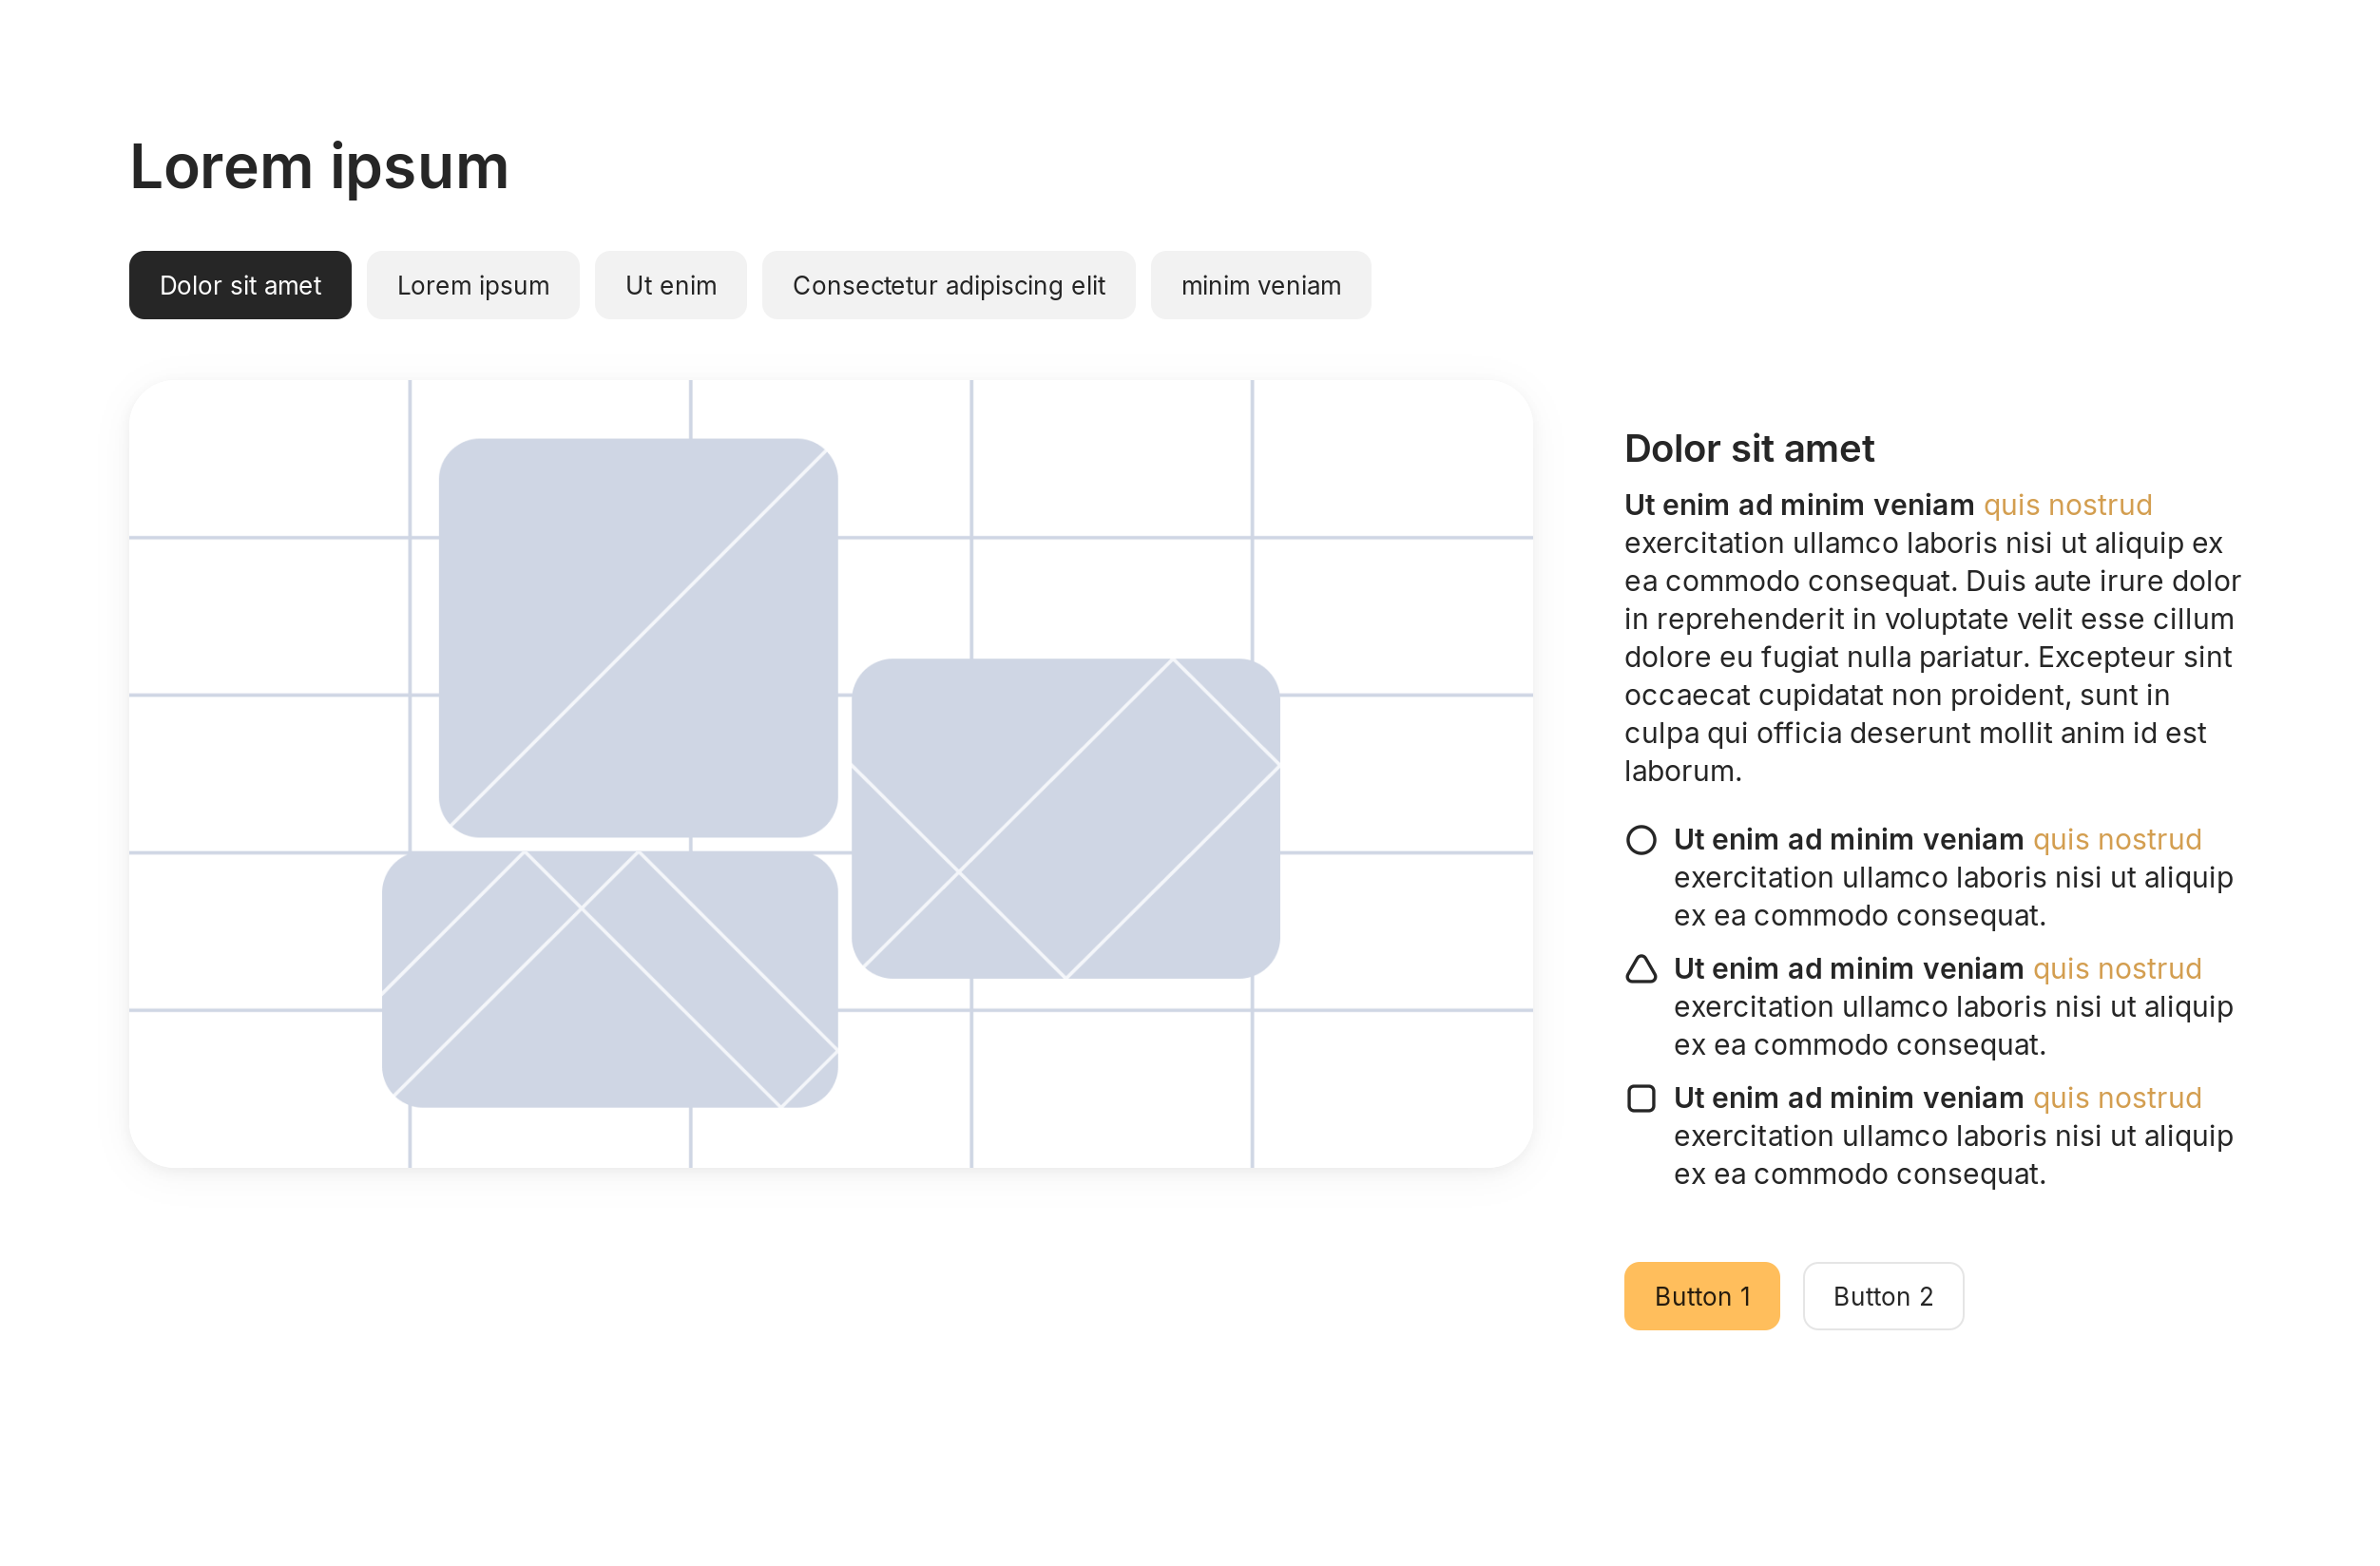 Lorem ipsum
Dolor sit amet
Lorem ipsum
Ut enim
Consectetur adipiscing elit
minim veniam
Dolor sit amet
Ut enim ad minim veniam quis nostrud
exercitation ullamco laboris nisi ut aliquip ex
ea commodo consequat. Duis aute irure dolor
in reprehenderit in voluptate velit esse cillum
dolore eu fugiat nulla pariatur. Excepteur sint
occaecat cupidatat non proident, sunt in
culpa qui officia deserunt mollit anim id est
laborum.
Ut enim ad minim veniam quis nostrud
exercitation ullamco laboris nisi ut aliquip
ex ea commodo consequat.
Ut enim ad minim veniam quis nostrud
exercitation ullamco laboris nisi ut aliquip
ex ea commodo consequat.
Ut enim ad minim veniam quis nostrud
exercitation ullamco laboris nisi ut aliquip
ex ea commodo consequat.
Button 1
Button 2